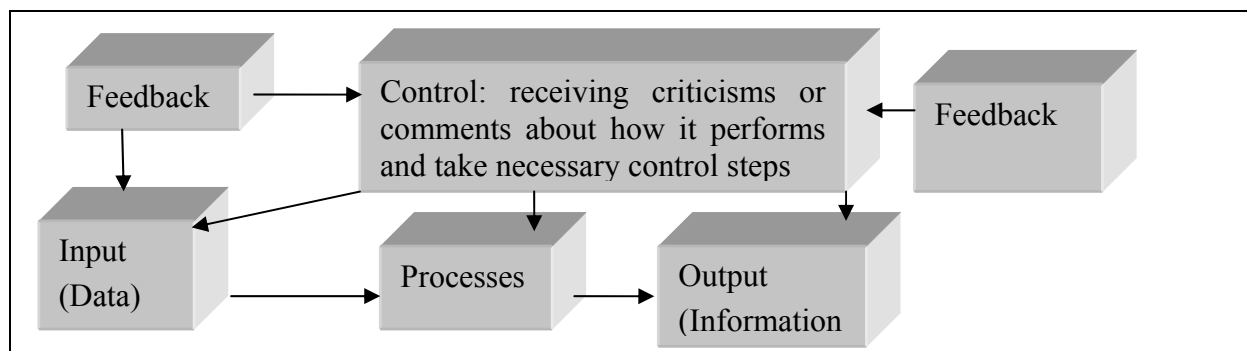 Feedback
Control: receiving criticisms or
comments about how it performs
and take necessary control steps
Feedback
Input
(Data)
Processes
Output
(Information